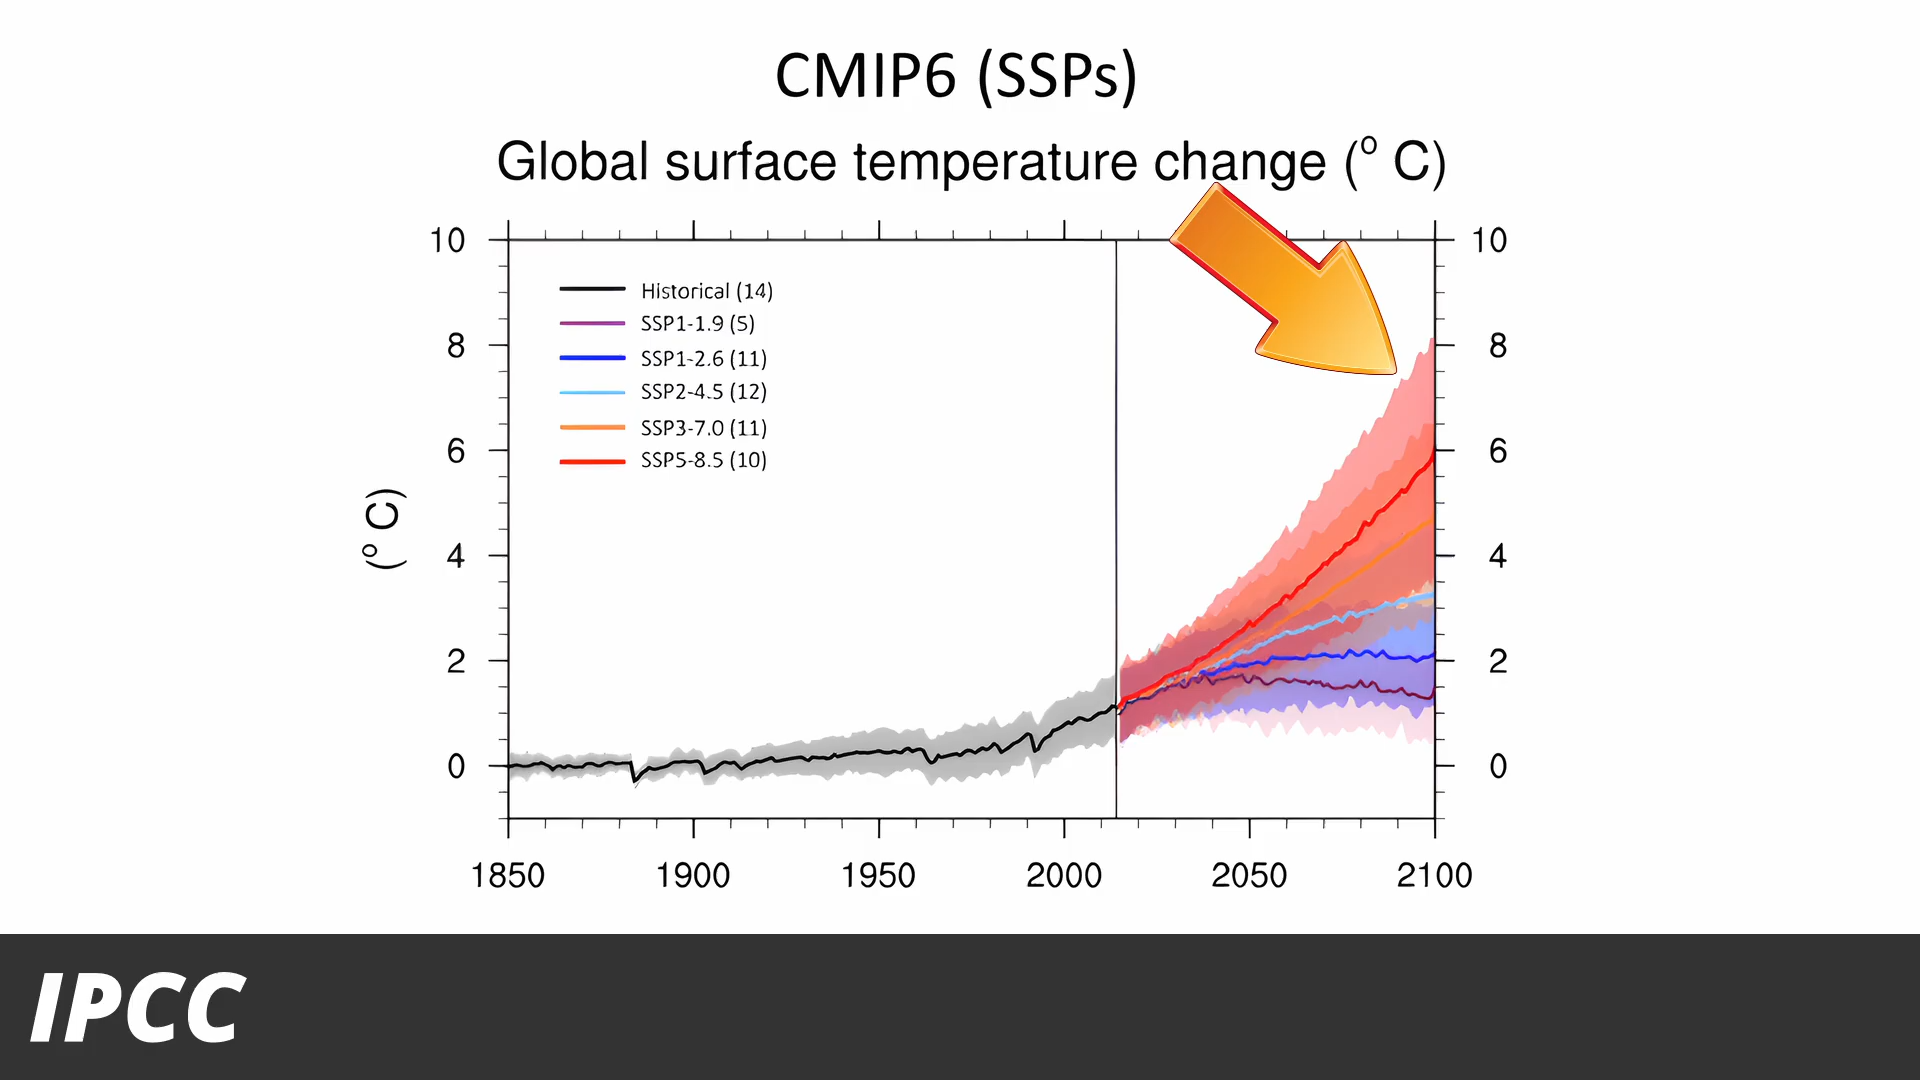 CMIP6 (SSPs)
Global surface temperature change (° C)
10
8
6
4
2
0
(° C)
Historical (14)
SSP1-1.9 (5)
SSP1-2.6 (11)
SSP2-4.5 (12)
SSP3-7.0 (11)
SSP5-8.5 (10)
10
8
6
4
2
0
1850 1900 1950 2000 2050 2100
IPCC